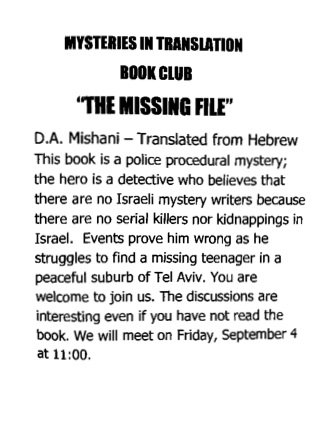 MYSTERIES IN TRANSLATION
BOOK CLUB
“THE MISSING FILE”
D.A. Mishani – Translated from Hebrew
This book is a police procedural mystery;
the hero is a detective who believes that
there are no Israeli mystery writers because
there are no serial killers nor kidnappings in
Israel.  Events prove him wrong as he
struggles to find a missing teenager in a
peaceful suburb of Tel Aviv. You are
welcome to join us. The discussions are
interesting even if you have not read the
book. We will meet on Friday, September 4
at 11:00.